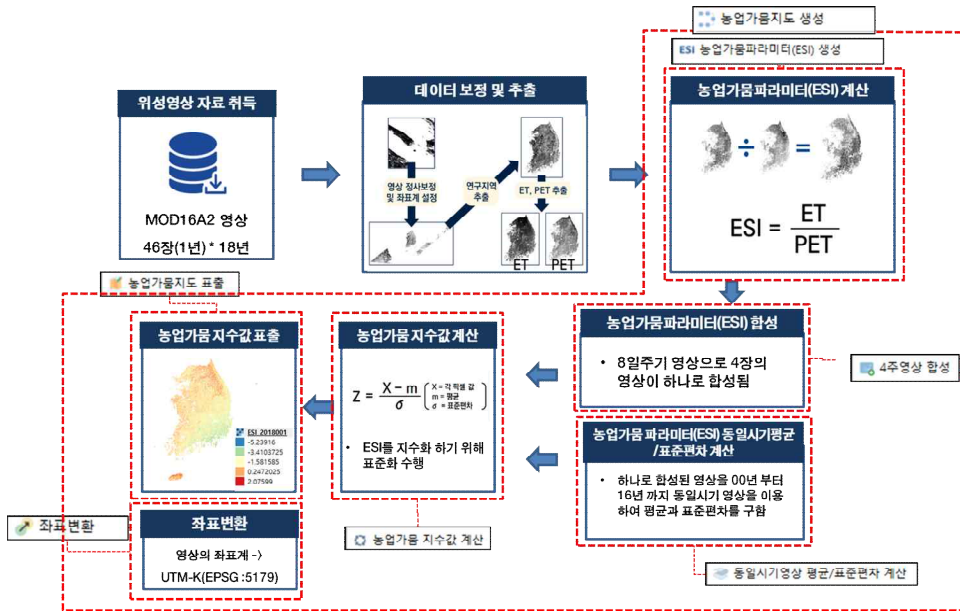 농업가뭄지도 생성
ESI 농업가뭄파라미터(ESI) 생성
위성영상 자료 취득
MOD16A2 영상
46장(1년) * 18년
데이터 보정 및 추출
영상 정사보정
및 좌표계 설정
연구지역
추출
ET, PET 추출
ET
PET
농업가뭄파라미터(ESI) 계산
÷ =
ESI = ET / PET
농업가뭄지도 표출
농업가뭄 지수값 표출
ESI_2018001
-5.23916
-3.4103725
-1.581585
0.2472025
2.07599
농업가뭄 지수값 계산
Z = X − m / σ
X = 각 픽셀 값
m = 평균
σ = 표준편차
• ESI를 지수화 하기 위해
표준화 수행
농업가뭄파라미터(ESI) 합성
• 8일주기 영상으로 4장의
영상이 하나로 합성됨
4주영상 합성
농업가뭄 파라미터(ESI) 동일시기평균
/표준편차 계산
• 하나로 합성된 영상을 00년 부터
16년 까지 동일시기 영상을 이용
하여 평균과 표준편차를 구함
좌표변환
좌표변환
영상의 좌표계 ->
UTM-K(EPSG:5179)
농업가뭄 지수값 계산
동일시기영상 평균/표준편차 계산